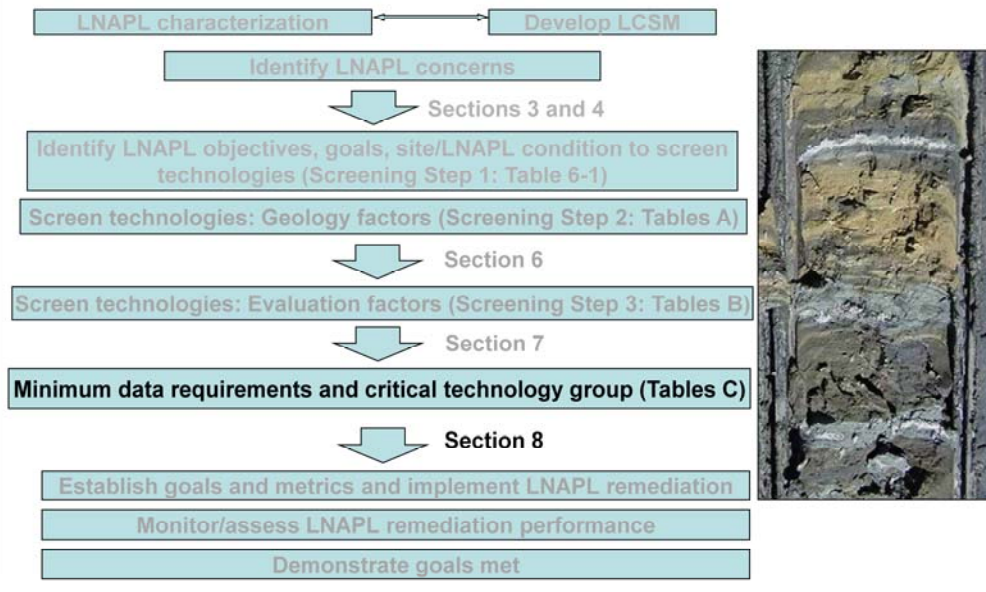 LNAPL characterization
Develop LCSM
Identify LNAPL concerns
Sections 3 and 4
Identify LNAPL objectives, goals, site/LNAPL condition to screen
technologies (Screening Step 1: Table 6-1)
Screen technologies: Geology factors (Screening Step 2: Tables A)
Section 6
Screen technologies: Evaluation factors (Screening Step 3: Tables B)
Section 7
Minimum data requirements and critical technology group (Tables C)
Section 8
Establish goals and metrics and implement LNAPL remediation
Monitor/assess LNAPL remediation performance
Demonstrate goals met